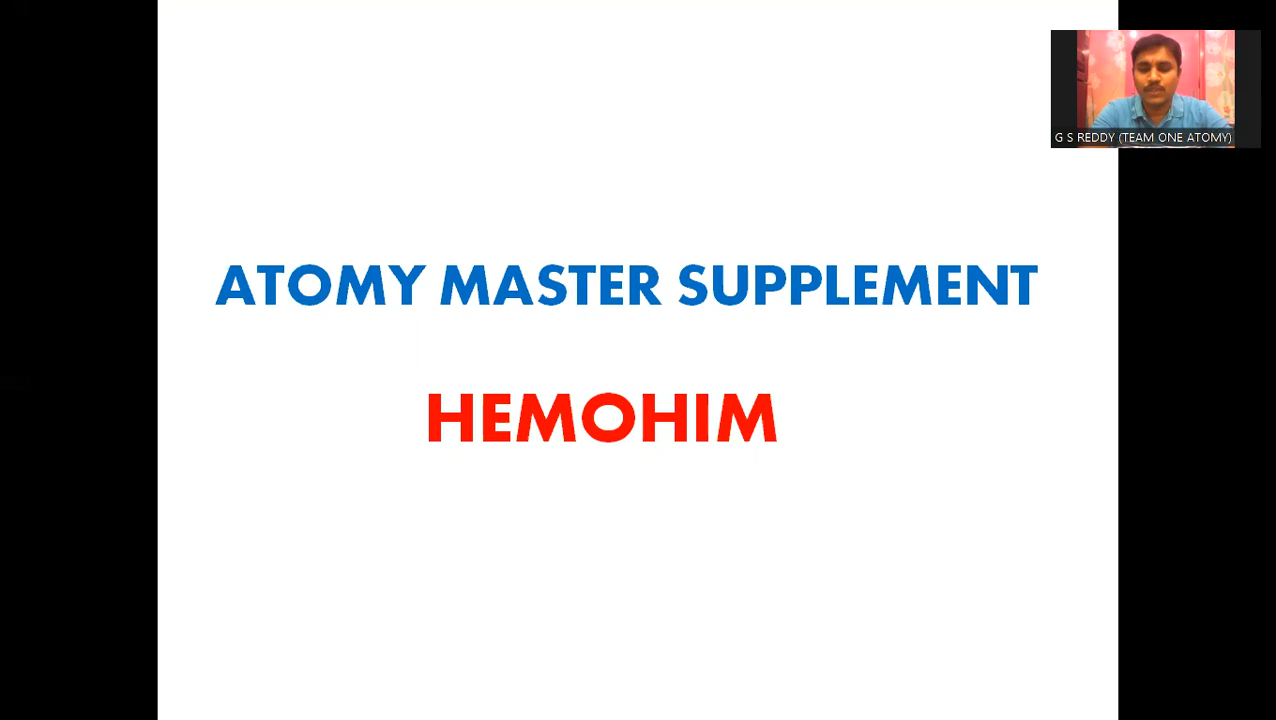 G S REDDY (TEAM ONE ATOMY)
ATOMY MASTER SUPPLEMENT
HEMOHIM